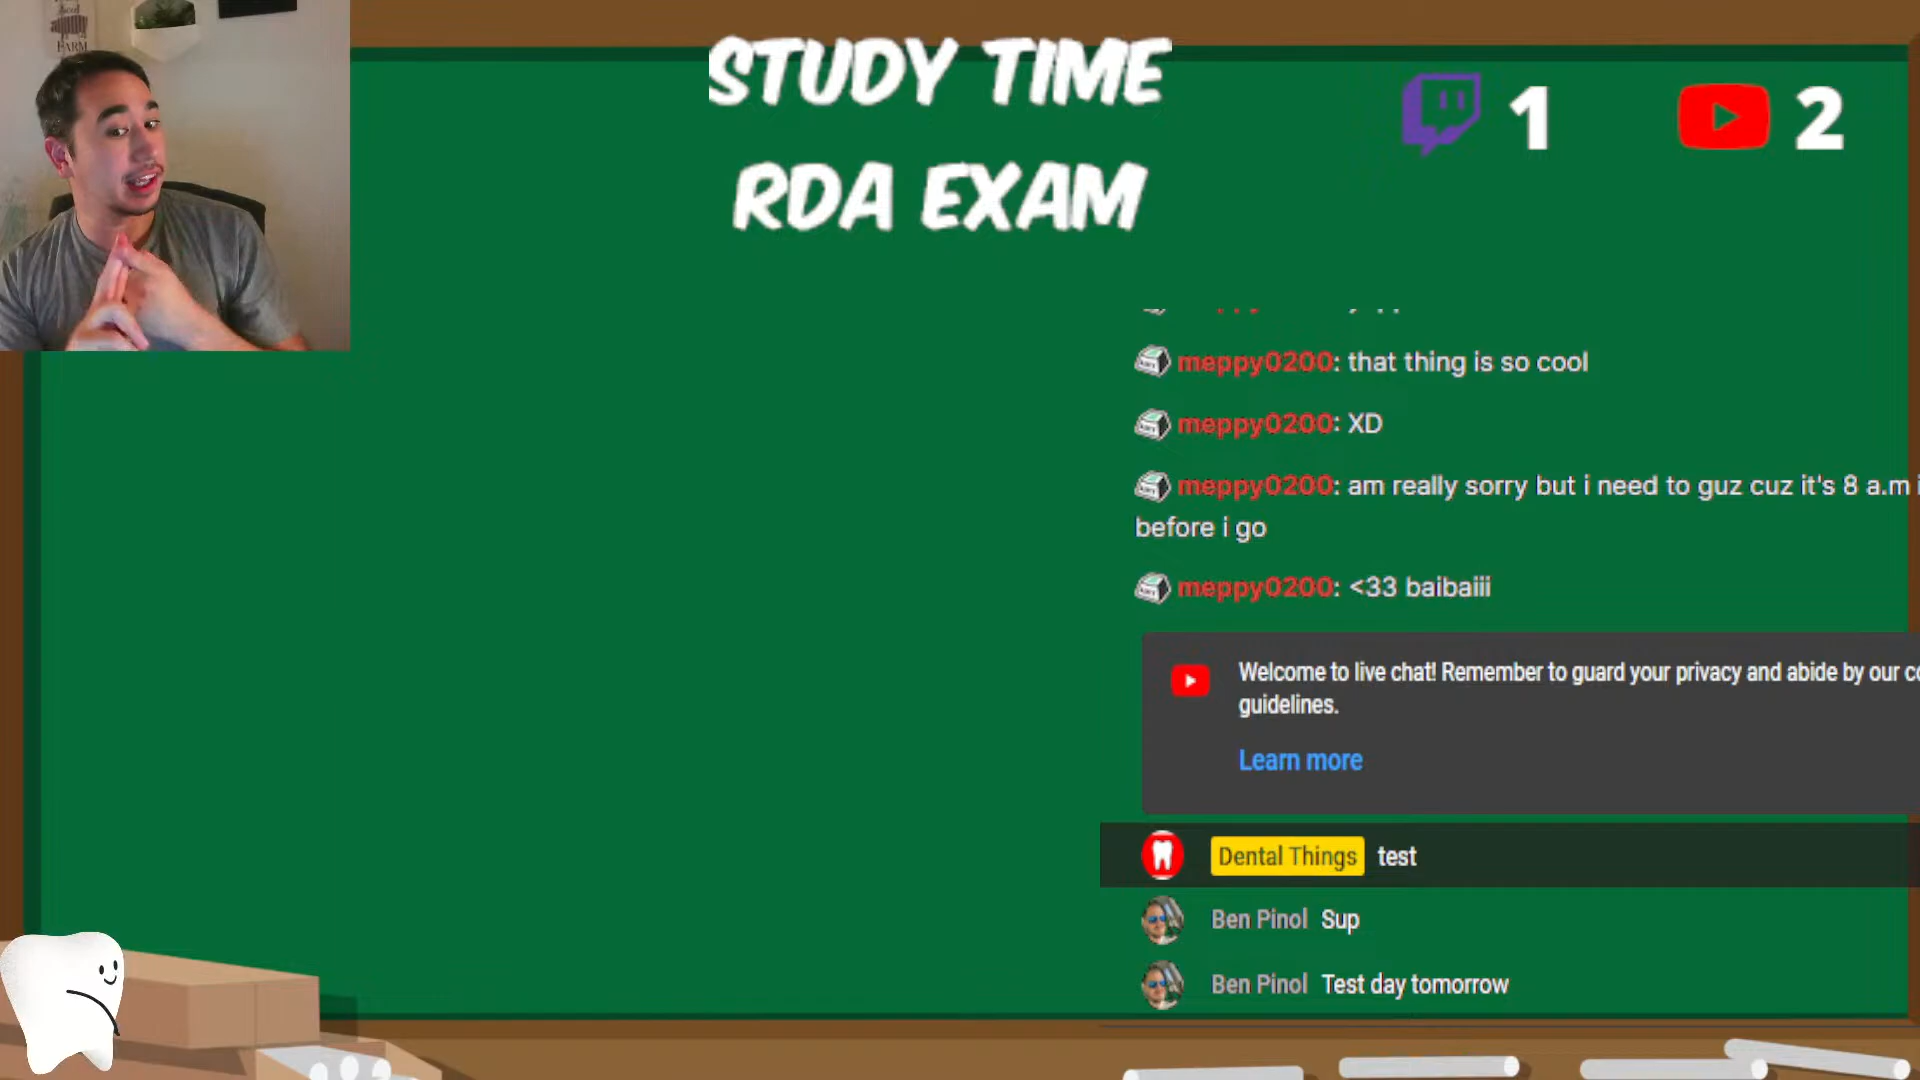 FARM
STUDY TIME
RDA EXAM
1
2
meppy0200: that thing is so cool
meppy0200: XD
meppy0200: am really sorry but i need to guz cuz it's 8 a.m
before i go
meppy0200: <33 baibaiii
Welcome to live chat! Remember to guard your privacy and abide by our
guidelines.
Learn more
Dental Things test
Ben Pinol Sup
Ben Pinol Test day tomorrow